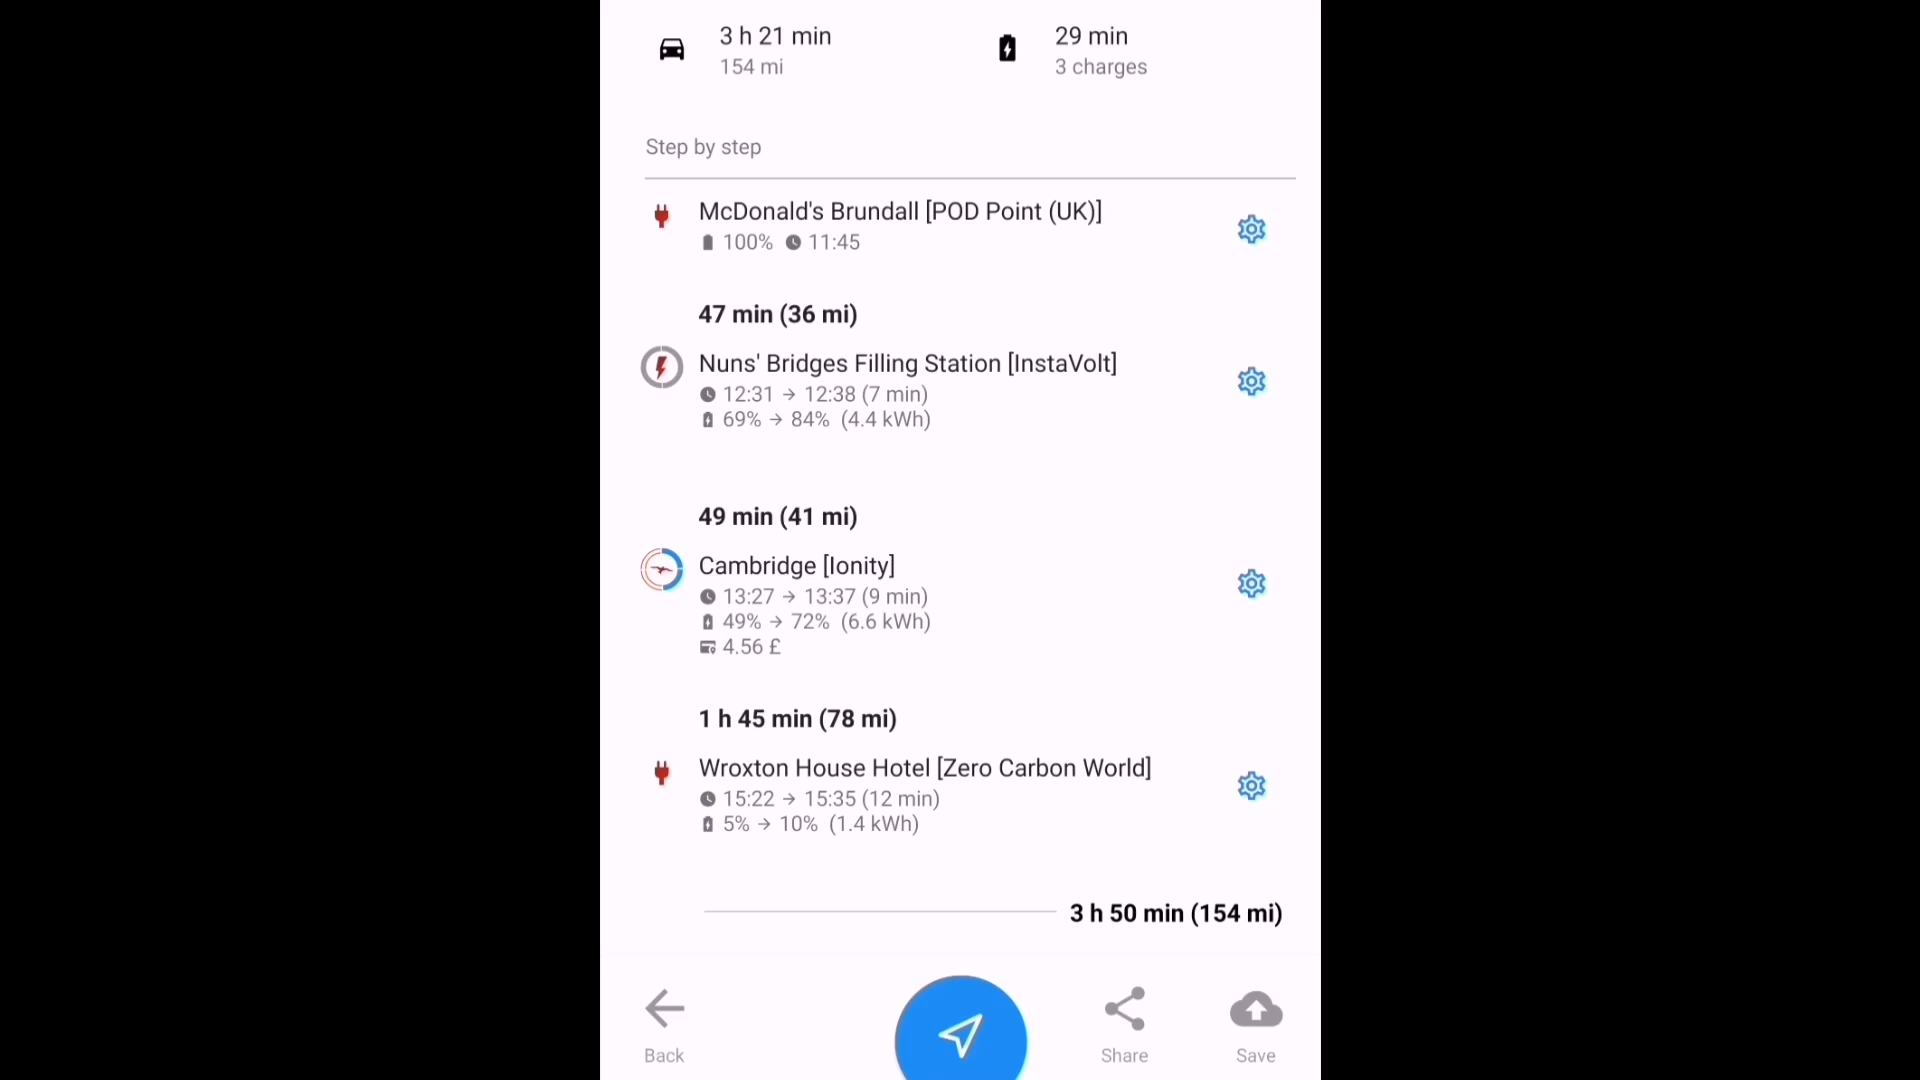 3 h 21 min
154 mi
29 min
3 charges
Step by step
McDonald's Brundall [POD Point (UK)]
100% 11:45
47 min (36 mi)
Nuns' Bridges Filling Station [InstaVolt]
12:31 → 12:38 (7 min)
69% → 84% (4.4 kWh)
49 min (41 mi)
Cambridge [Ionity]
13:27 → 13:37 (9 min)
49% → 72% (6.6 kWh)
4.56 £
1 h 45 min (78 mi)
Wroxton House Hotel [Zero Carbon World]
15:22 → 15:35 (12 min)
5% → 10% (1.4 kWh)
3 h 50 min (154 mi)
Back
Share
Save